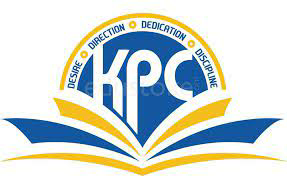 DESIRE • DIRECTION • DEDICATION • DISCIPLINE
KPC